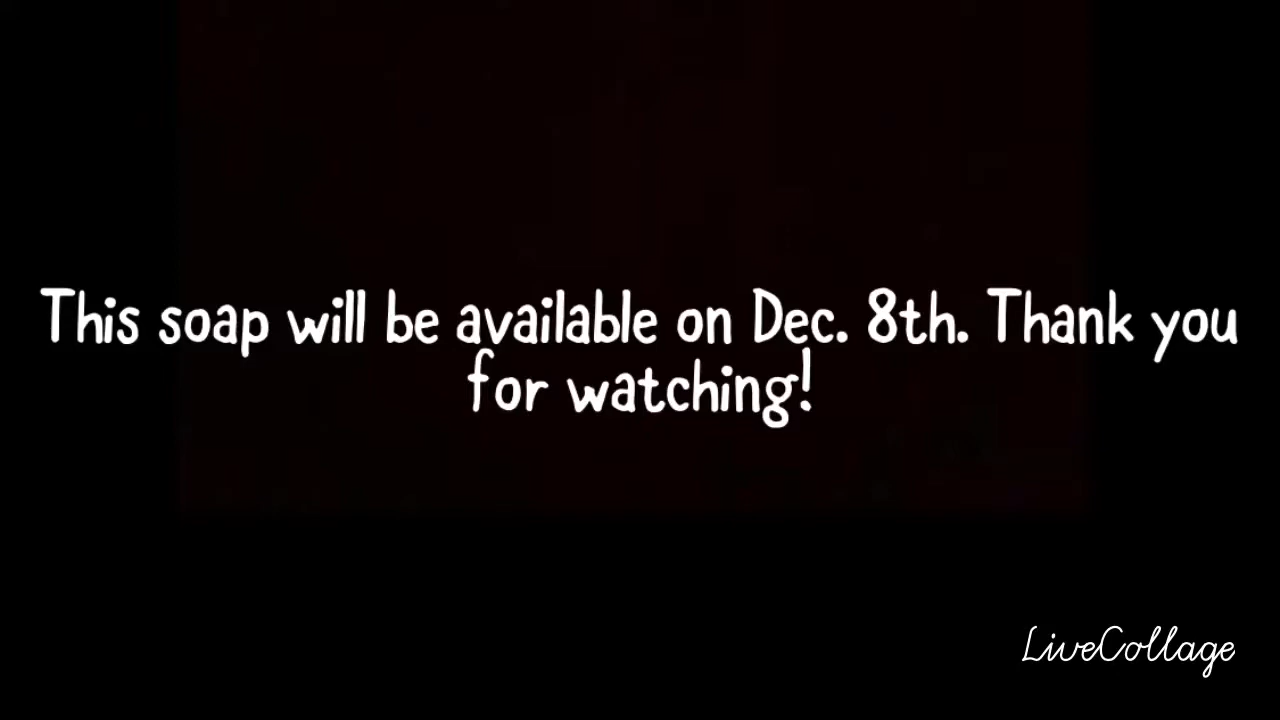 This soap will be available on Dec. 8th. Thank you
for watching!
LiveCollage